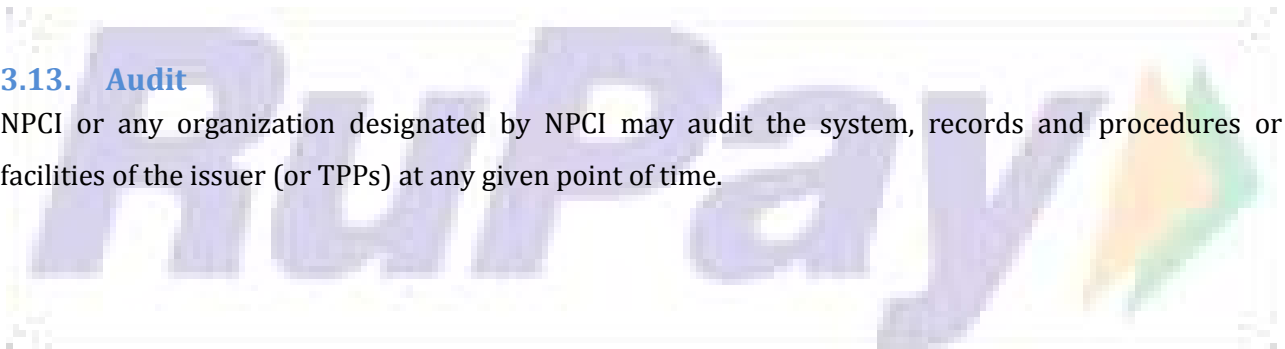 3.13. Audit
NPCI or any organization designated by NPCI may audit the system, records and procedures or
facilities of the issuer (or TPPs) at any given point of time.
RuPay